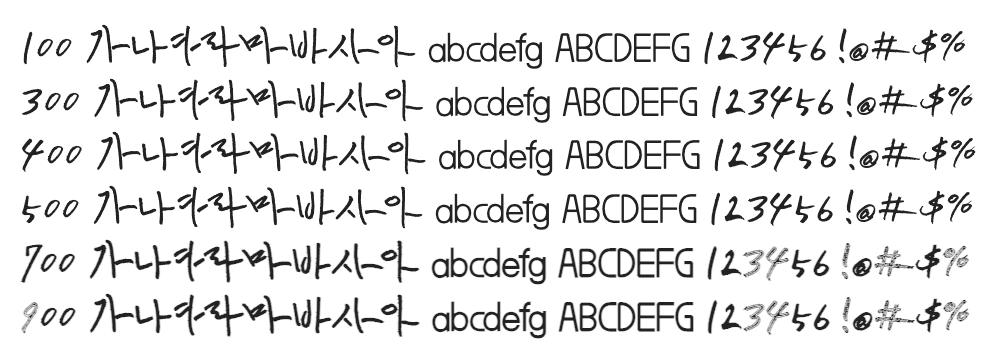 100 가나다라마바사아 abcdefg ABCDEFG 123456 !@#$%
300 가나다라마바사아 abcdefg ABCDEFG 123456 !@#$%
400 가나다라마바사아 abcdefg ABCDEFG 123456 !@#$%
500 가나다라마바사아 abcdefg ABCDEFG 123456 !@#$%
700 가나다라마바사아 abcdefg ABCDEFG 123456 !@#$%
900 가나다라마바사아 abcdefg ABCDEFG 123456 !@#$%